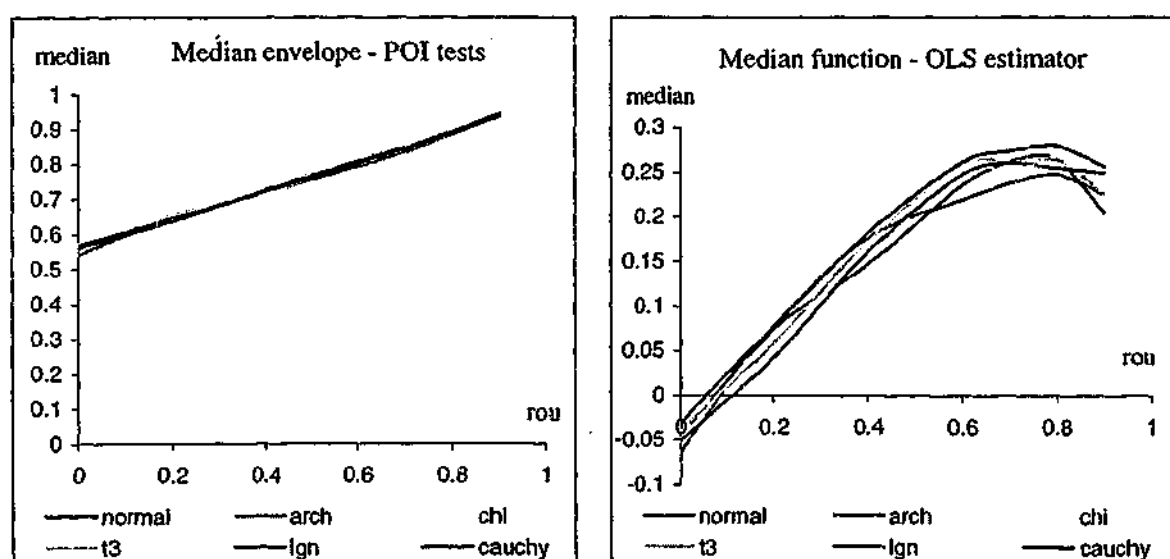 median Median envelope - POI tests
1
0.9
0.8
0.7
0.6
0.5
0.4
0.3
0.2
0.1
0
rou
0 0.2 0.4 0.6 0.8 1
normal arch chi
t3 lgn cauchy
Median function - OLS estimator
median
0.3
0.25
0.2
0.15
0.1
0.05
rou
0
-0.05
-0.1
0 0.2 0.4 0.6 0.8 1
normal arch chi
t3 lgn cauchy